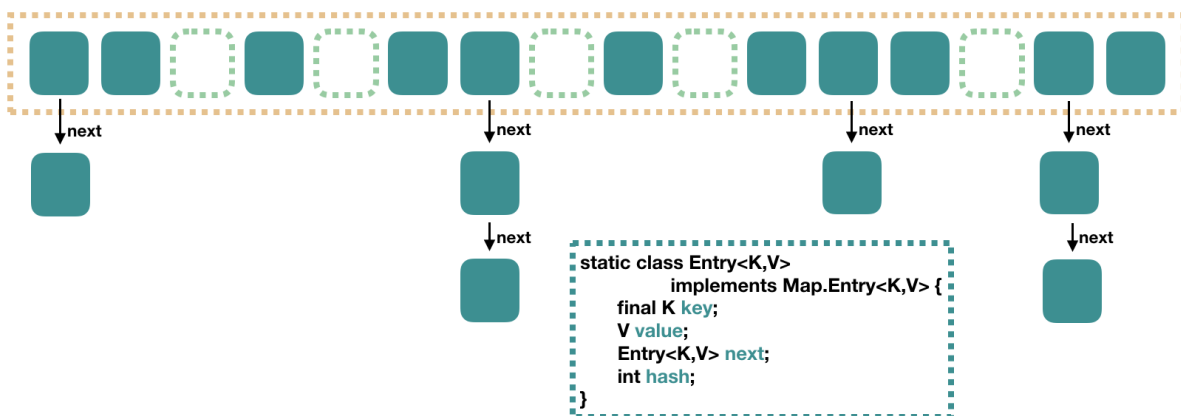 next
next
next
next
next
next
static class Entry<K,V>
implements Map.Entry<K,V> {
final K key;
V value;
Entry<K,V> next;
int hash;
}